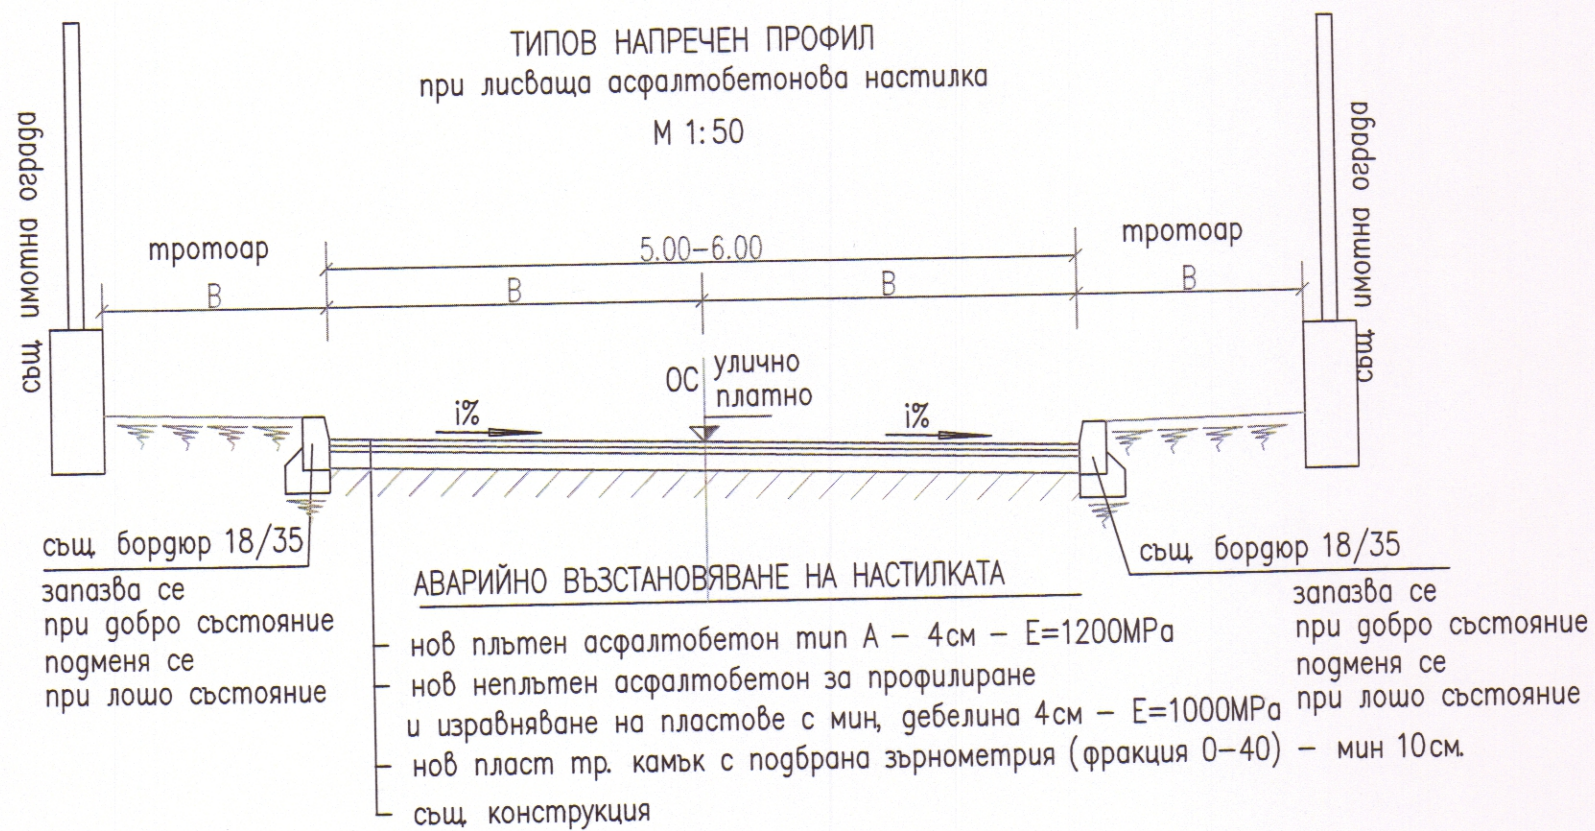 ТИПОВ НАПРЕЧЕН ПРОФИЛ
при лисваща асфалтобетонова настилка
М 1:50
същ имотна ограда
същ имотна ограда
тротоар
5.00–6.00
тротоар
В
В
В
В
ОС
улично
платно
i%
i%
същ. бордюр 18/35
запазва се
при добро състояние
подменя се
при лошо състояние
същ. бордюр 18/35
запазва се
при добро състояние
подменя се
при лошо състояние
АВАРИЙНО ВЪЗСТАНОВЯВАНЕ НА НАСТИЛКАТА
нов плътен асфалтобетон тип А – 4см – Е=1200МРа
нов неплътен асфалтобетон за профилиране
и изравняване на пластове с мин, дебелина 4см – Е=1000МРа
нов пласт тр. камък с подбрана зърнометрия (фракция 0–40) – мин 10см.
същ. конструкция